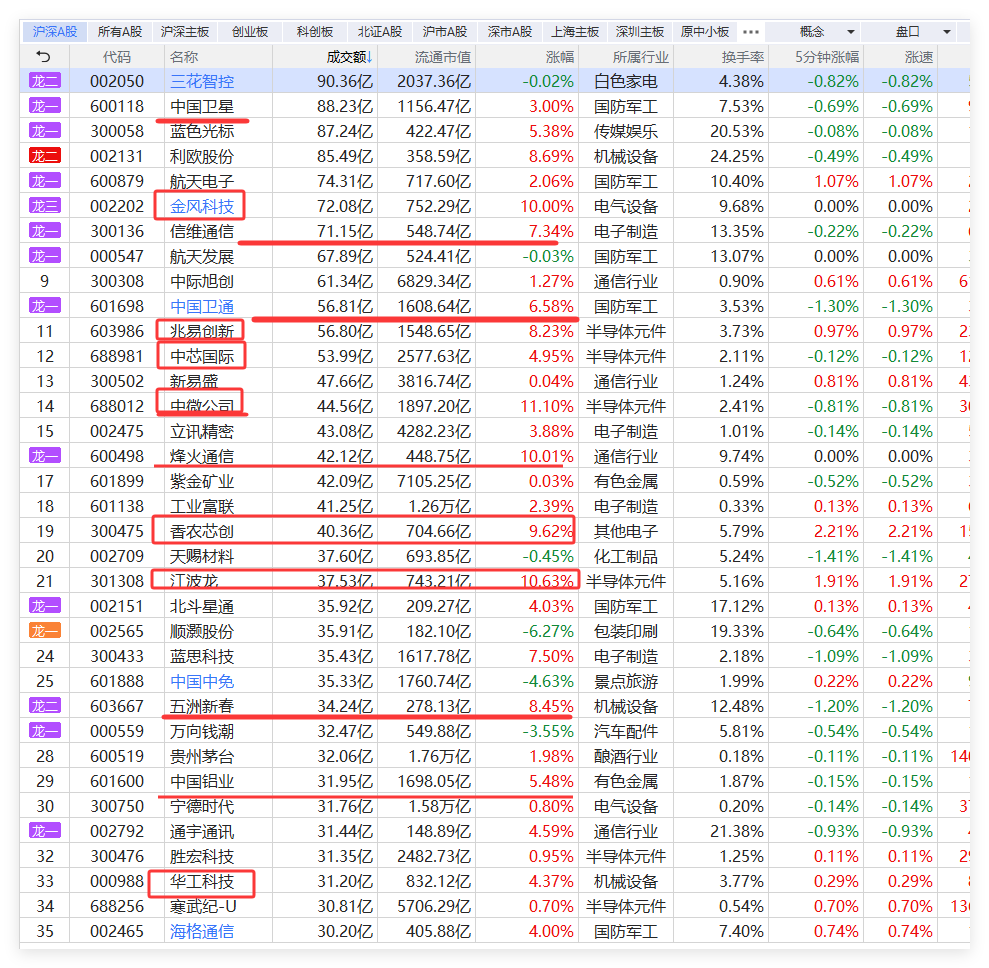 沪深A股 所有A股 沪深主板 创业板 科创板 北证A股 沪市A股 深市A股 上海主板 深圳主板 原中小板 ••• 概念 盘口
代码 名称 成交额↓ 流通市值 涨幅 所属行业 换手率 5分钟涨幅 涨速
龙二 002050 三花智控 90.36亿 2037.36亿 -0.02% 白色家电 4.38% -0.82% -0.82%
龙一 600118 中国卫星 88.23亿 1156.47亿 3.00% 国防军工 7.53% -0.69% -0.69%
龙一 300058 蓝色光标 87.24亿 422.47亿 5.38% 传媒娱乐 20.53% -0.08% -0.08%
龙二 002131 利欧股份 85.49亿 358.59亿 8.69% 机械设备 24.25% -0.49% -0.49%
龙一 600879 航天电子 74.31亿 717.60亿 2.06% 国防军工 10.40% 1.07% 1.07%
龙三 002202 金风科技 72.08亿 752.29亿 10.00% 电气设备 9.68% 0.00% 0.00%
龙一 300136 信维通信 71.15亿 548.74亿 7.34% 电子制造 13.35% -0.22% -0.22%
龙一 000547 航天发展 67.89亿 524.41亿 -0.03% 国防军工 13.07% 0.00% 0.00%
9 300308 中际旭创 61.34亿 6829.34亿 1.27% 通信行业 0.90% 0.61% 0.61% 6
龙一 601698 中国卫通 56.81亿 1608.64亿 6.58% 国防军工 3.53% -1.30% -1.30%
11 603986 兆易创新 56.80亿 1548.65亿 8.23% 半导体元件 3.73% 0.97% 0.97% 2
12 688981 中芯国际 53.99亿 2577.63亿 4.95% 半导体元件 2.11% -0.12% -0.12% 1
13 300502 新易盛 47.66亿 3816.74亿 0.04% 通信行业 1.24% 0.81% 0.81% 4
14 688012 中微公司 44.56亿 1897.20亿 11.10% 半导体元件 2.41% -0.81% -0.81% 3
15 002475 立讯精密 43.08亿 4282.23亿 3.88% 电子制造 1.01% -0.14% -0.14%
龙一 600498 烽火通信 42.12亿 448.75亿 10.01% 通信行业 9.74% 0.00% 0.00%
17 601899 紫金矿业 42.09亿 7105.25亿 0.03% 有色金属 0.59% -0.52% -0.52%
18 601138 工业富联 41.25亿 1.26万亿 2.39% 电子制造 0.33% 0.13% 0.13%
19 300475 香农芯创 40.36亿 704.66亿 9.62% 其他电子 5.79% 2.21% 2.21% 1
20 002709 天赐材料 37.60亿 693.85亿 -0.45% 化工制品 5.24% -1.41% -1.41%
21 301308 江波龙 37.53亿 743.21亿 10.63% 半导体元件 5.16% 1.91% 1.91% 2
龙一 002151 北斗星通 35.92亿 209.27亿 4.03% 国防军工 17.12% 0.13% 0.13%
龙一 002565 顺灏股份 35.91亿 182.10亿 -6.27% 包装印刷 19.33% -0.64% -0.64%
24 300433 蓝思科技 35.43亿 1617.78亿 7.50% 电子制造 2.18% -1.09% -1.09%
25 601888 中国中免 35.33亿 1760.74亿 -4.63% 景点旅游 1.99% 0.22% 0.22%
龙二 603667 五洲新春 34.24亿 278.13亿 8.45% 机械设备 12.48% -1.20% -1.20%
龙一 000559 万向钱潮 32.47亿 549.88亿 -3.55% 汽车配件 5.81% -0.54% -0.54%
28 600519 贵州茅台 32.06亿 1.76万亿 1.98% 酿酒行业 0.18% -0.11% -0.11% 140
29 601600 中国铝业 31.95亿 1698.05亿 5.48% 有色金属 1.87% -0.15% -0.15%
30 300750 宁德时代 31.76亿 1.58万亿 0.80% 电气设备 0.20% -0.14% -0.14% 3
龙一 002792 通宇通讯 31.44亿 148.89亿 4.59% 通信行业 21.38% -0.93% -0.93%
32 300476 胜宏科技 31.35亿 2482.73亿 0.95% 半导体元件 1.25% 0.11% 0.11% 29
33 000988 华工科技 31.20亿 832.12亿 4.37% 机械设备 3.77% 0.29% 0.29%
34 688256 寒武纪-U 30.81亿 5706.29亿 0.70% 半导体元件 0.54% 0.70% 0.70% 13
35 002465 海格通信 30.20亿 405.88亿 4.00% 国防军工 7.40% 0.74% 0.74%